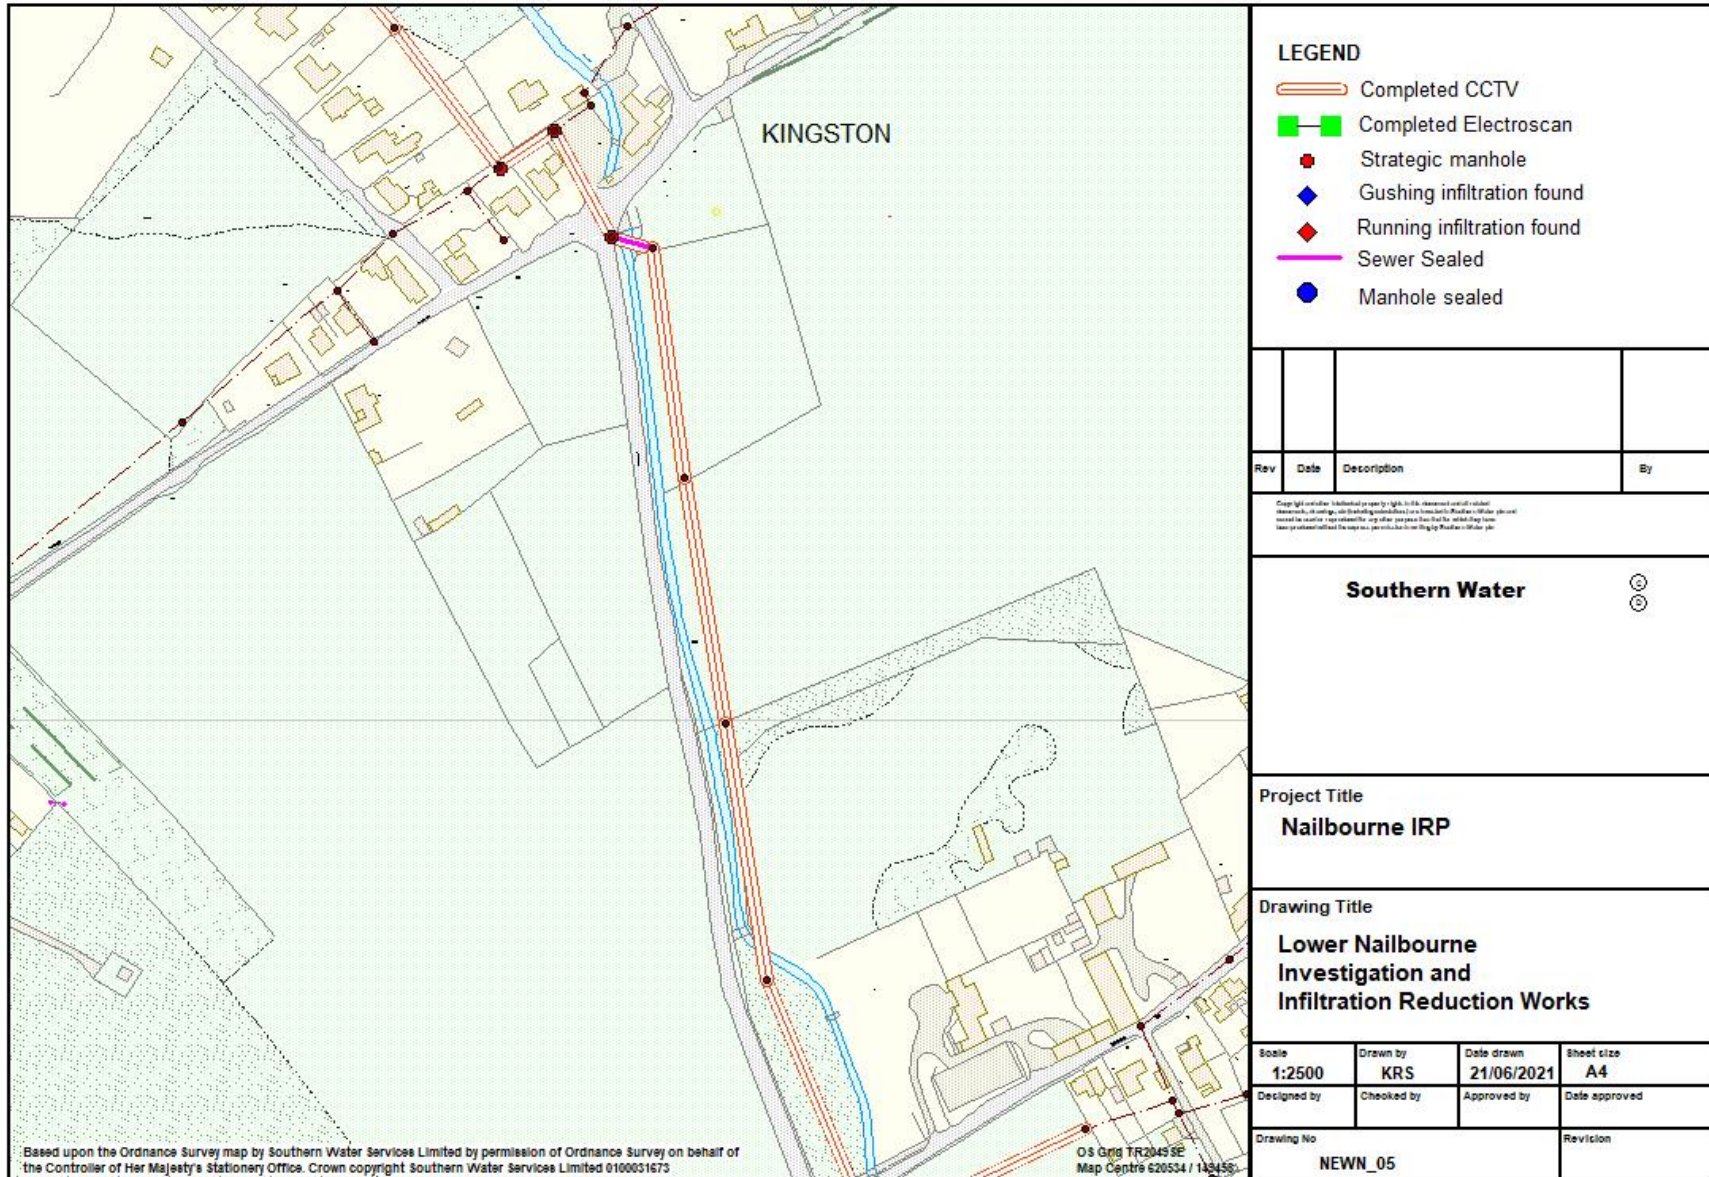 KINGSTON
LEGEND
Completed CCTV
Completed Electroscan
Strategic manhole
Gushing infiltration found
Running infiltration found
Sewer Sealed
Manhole sealed
Rev Date Description By
Southern Water
Project Title
Nailbourne IRP
Drawing Title
Lower Nailbourne
Investigation and
Infiltration Reduction Works
Scale Drawn by Date drawn Sheet size
1:2500 KRS 21/06/2021 A4
Designed by Checked by Approved by Date approved
Drawing No Revision
NEWN_05
Based upon the Ordnance Survey map by Southern Water Services Limited by permission of Ordnance Survey on behalf of
the Controller of Her Majesty's Stationery Office. Crown copyright Southern Water Services Limited 0100031673
OS Grid TR2049SE
Map Centre 620534 /